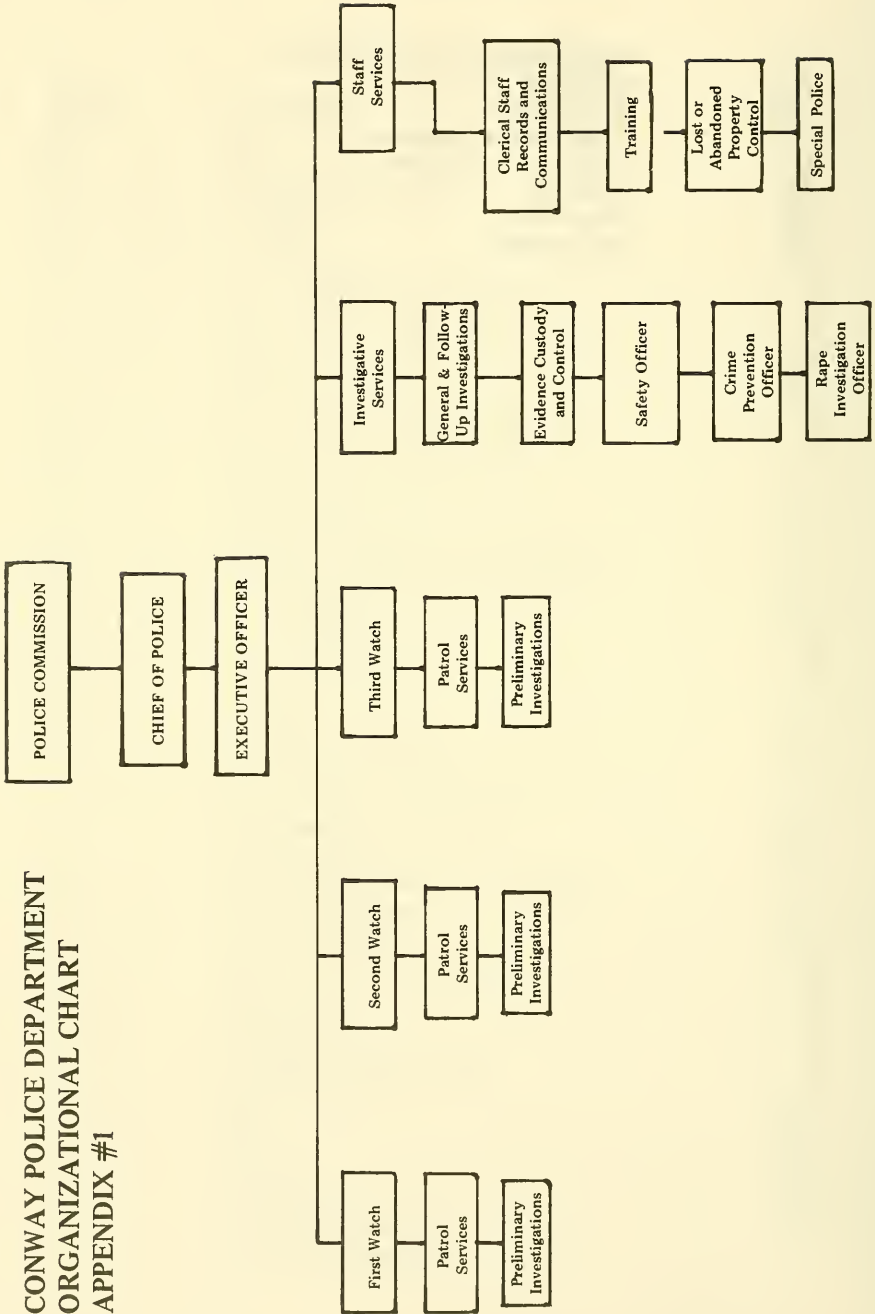 CONWAY POLICE DEPARTMENT
ORGANIZATIONAL CHART
APPENDIX #1
POLICE COMMISSION
CHIEF OF POLICE
EXECUTIVE OFFICER
First Watch
Patrol
Services
Preliminary
Investigations
Second Watch
Patrol
Services
Preliminary
Investigations
Third Watch
Patrol
Services
Preliminary
Investigations
Investigative
Services
General & Follow-
Up Investigations
Evidence Custody
and Control
Safety Officer
Crime
Prevention
Officer
Rape
Investigation
Officer
Staff
Services
Clerical Staff
Records and
Communications
Training
Lost or
Abandoned
Property
Control
Special Police